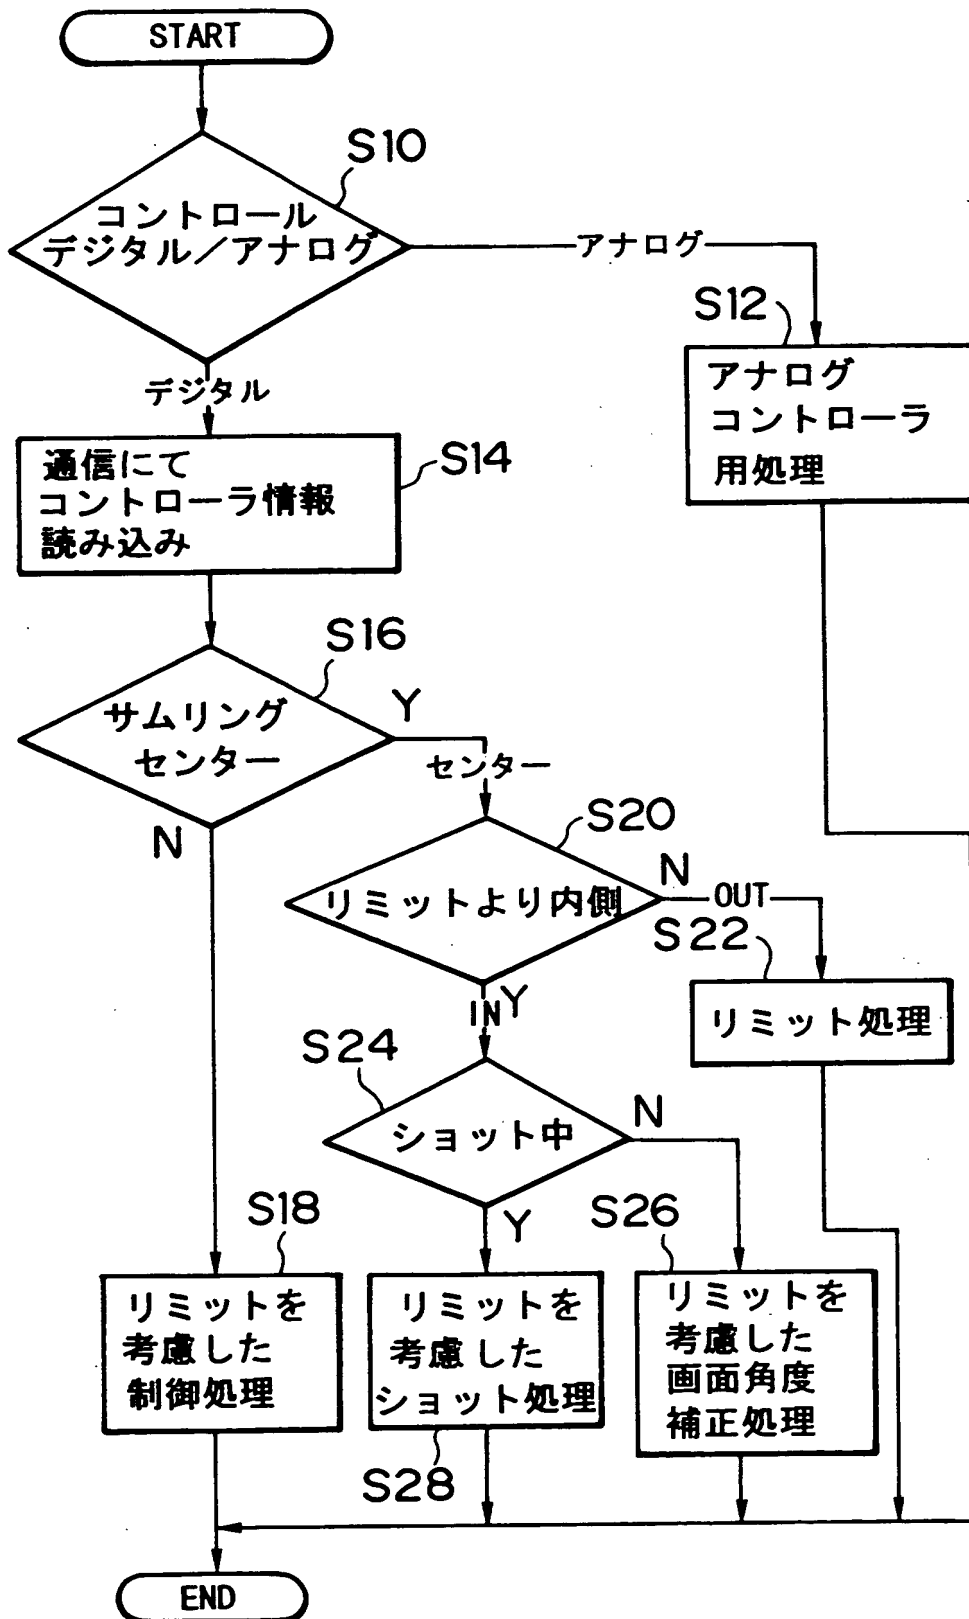 START
S10
コントロール
デジタル／アナログ
アナログ
S12
アナログ
コントローラ
用処理
デジタル
通信にて
コントローラ情報
読み込み
S14
S16
サムリング
センター
Y
センター
N
S20
リミットより内側
N
OUT
S22
リミット処理
Y
IN
S24
ショット中
N
Y
S18
リミットを
考慮した
制御処理
リミットを
考慮した
ショット処理
S28
S26
リミットを
考慮した
画面角度
補正処理
END